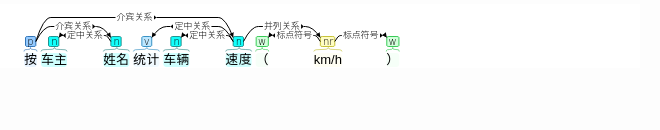 介宾关系
介宾关系 定中关系 并列关系
定中关系 定中关系 标点符号 标点符号
p n n v n n w nr w
按 车主 姓名 统计 车辆 速度 （ km/h ）